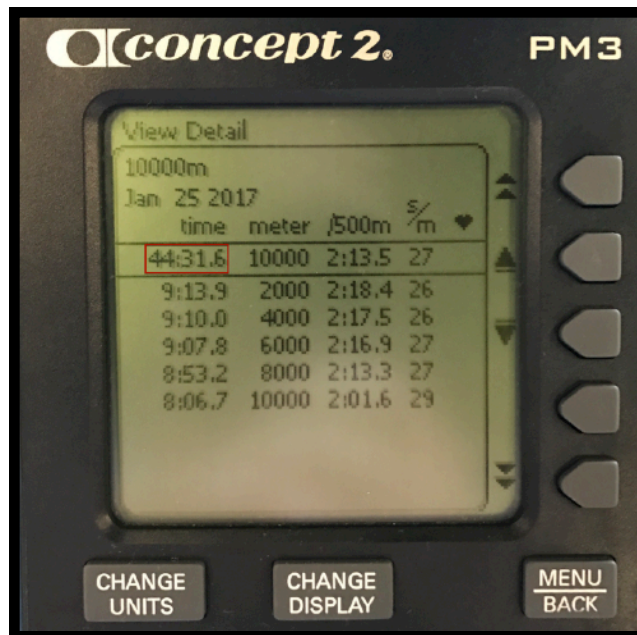 concept 2®
PM3
View Detail
10000m
Jan 25 2017
time meter /500m s/m ♥
44:31.6 10000 2:13.5 27
9:13.9 2000 2:18.4 26
9:10.0 4000 2:17.5 26
9:07.8 6000 2:16.9 27
8:53.2 8000 2:13.3 27
8:06.7 10000 2:01.6 29
CHANGE
UNITS
CHANGE
DISPLAY
MENU
BACK